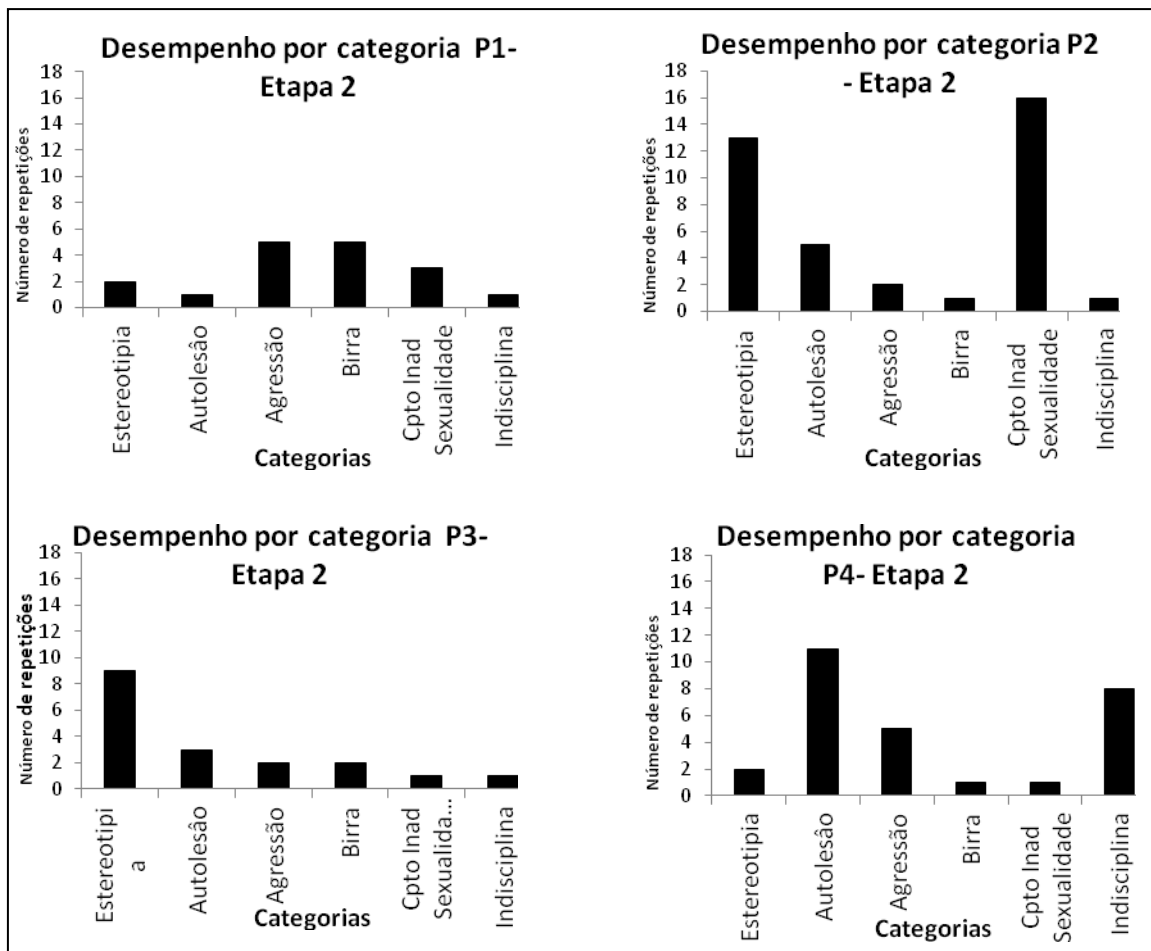 Desempenho por categoria P1-
Etapa 2
Número de repetições
18
16
14
12
10
8
6
4
2
0
Estereotipia
Autolesão
Agressão
Birra
Cpto Inad
Sexualidade
Indisciplina
Categorias
Desempenho por categoria P2
- Etapa 2
Número de repetições
18
16
14
12
10
8
6
4
2
0
Estereotipia
Autolesão
Agressão
Birra
Cpto Inad
Sexualidade
Indisciplina
Categorias
Desempenho por categoria P3-
Etapa 2
Número de repetições
18
16
14
12
10
8
6
4
2
0
Estereotipi
a
Autolesão
Agressão
Birra
Cpto Inad
Sexualida...
Indisciplina
Categorias
Desempenho por categoria
P4- Etapa 2
Número de repetições
18
16
14
12
10
8
6
4
2
0
Estereotipia
Autolesão
Agressão
Birra
Cpto Inad
Sexualidade
Indisciplina
Categorias